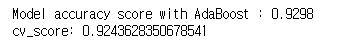 Model accuracy score with AdaBoost : 0.9298
cv_score: 0.9243628350678541